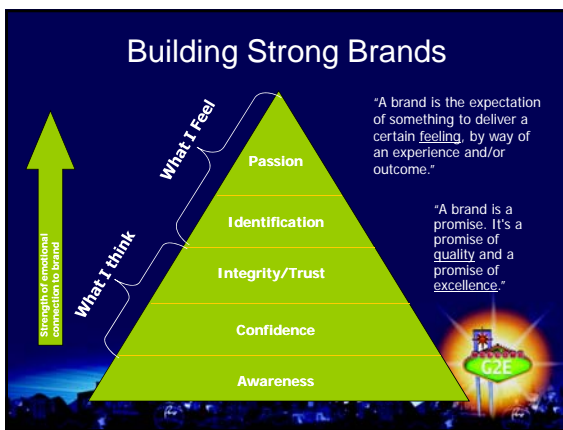 Building Strong Brands
"A brand is the expectation
of something to deliver a
certain feeling, by way of
an experience and/or
outcome."
"A brand is a
promise. It's a
promise of
quality and a
promise of
excellence."
What I Feel
What I think
Strength of emotional
connection to brand
Passion
Identification
Integrity/Trust
Confidence
Awareness
WELCOME
G2E